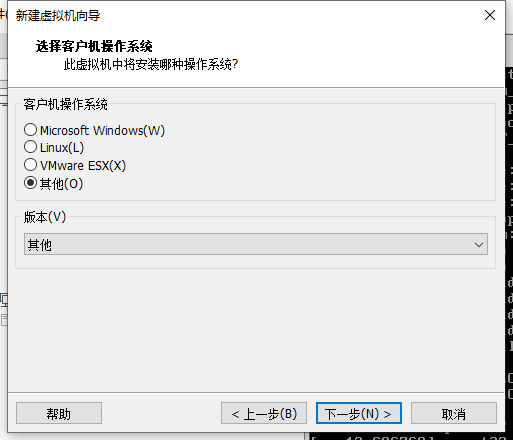 新建虚拟机向导
选择客户机操作系统
此虚拟机中将安装哪种操作系统?
客户机操作系统
Microsoft Windows(W)
Linux(L)
VMware ESX(X)
其他(O)
版本(V)
其他
帮助
< 上一步(B)
下一步(N) >
取消